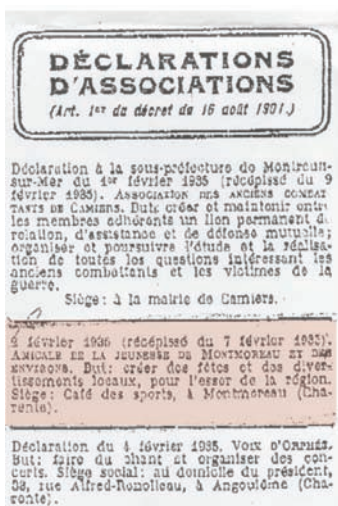 DÉCLARATIONS
D'ASSOCIATIONS
(Art. 1er du décret du 16 août 1901.)
Déclaration à la sous-préfecture de Montreuil-
sur-Mer du 1er février 1935 (récépissé du 9
février 1935). ASSOCIATION DES ANCIENS COMBAT
TANTS DE CAMIERS. But: créer et maintenir entre
les membres adhérents un lien permanent de
relation, d'assistance et de défense mutuelle;
organiser et poursuivre l'étude et la réalisa-
tion de toutes les questions intéressant les
anciens combattants et les victimes de la
guerre.
Siège: à la mairie de Camiers.
2 février 1935 (récépissé du 7 février 1935).
AMICALE DE LA JEUNESSE DE MONTMOREAU ET DES
ENVIRONS. But: créer des fêtes et des diver-
tissements locaux, pour l'essor de la région.
Siège: Café des sports, à Montmoreau (Cha-
rente).
Déclaration du 4 février 1935. VOIX D'ORPHÉE.
But: faire du chant et organiser des con-
certs. Siège social: au domicile du président,
rue Alfred-Renolleau, à Angoulême (Cha-
rente).